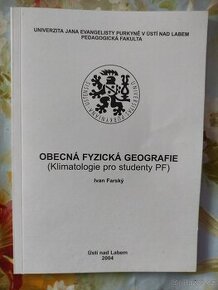 UNIVERZITA JANA EVANGELISTY PURKYNĚ V ÚSTÍ NAD LABEM
PEDAGOGICKÁ FAKULTA
OBECNÁ FYZICKÁ GEOGRAFIE
(Klimatologie pro studenty PF)
Ivan Farský
Ústí nad Labem
2004